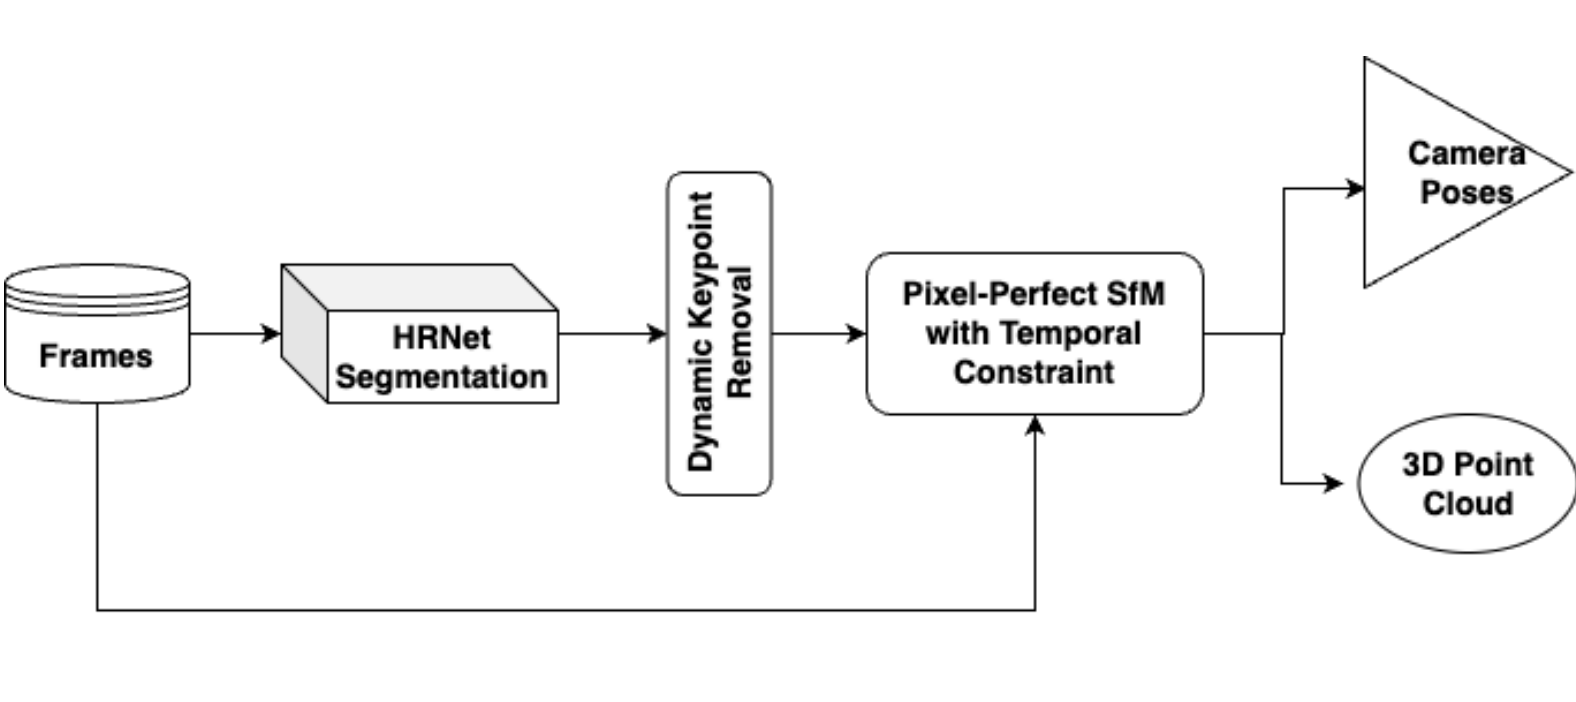 Frames
HRNet
Segmentation
Dynamic Keypoint
Removal
Pixel-Perfect SfM
with Temporal
Constraint
Camera
Poses
3D Point
Cloud